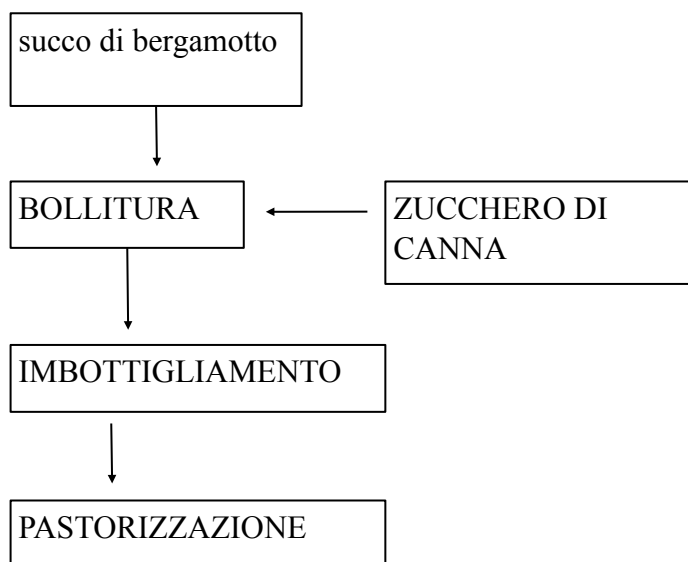 succo di bergamotto
BOLLITURA
ZUCCHERO DI
CANNA
IMBOTTIGLIAMENTO
PASTORIZZAZIONE